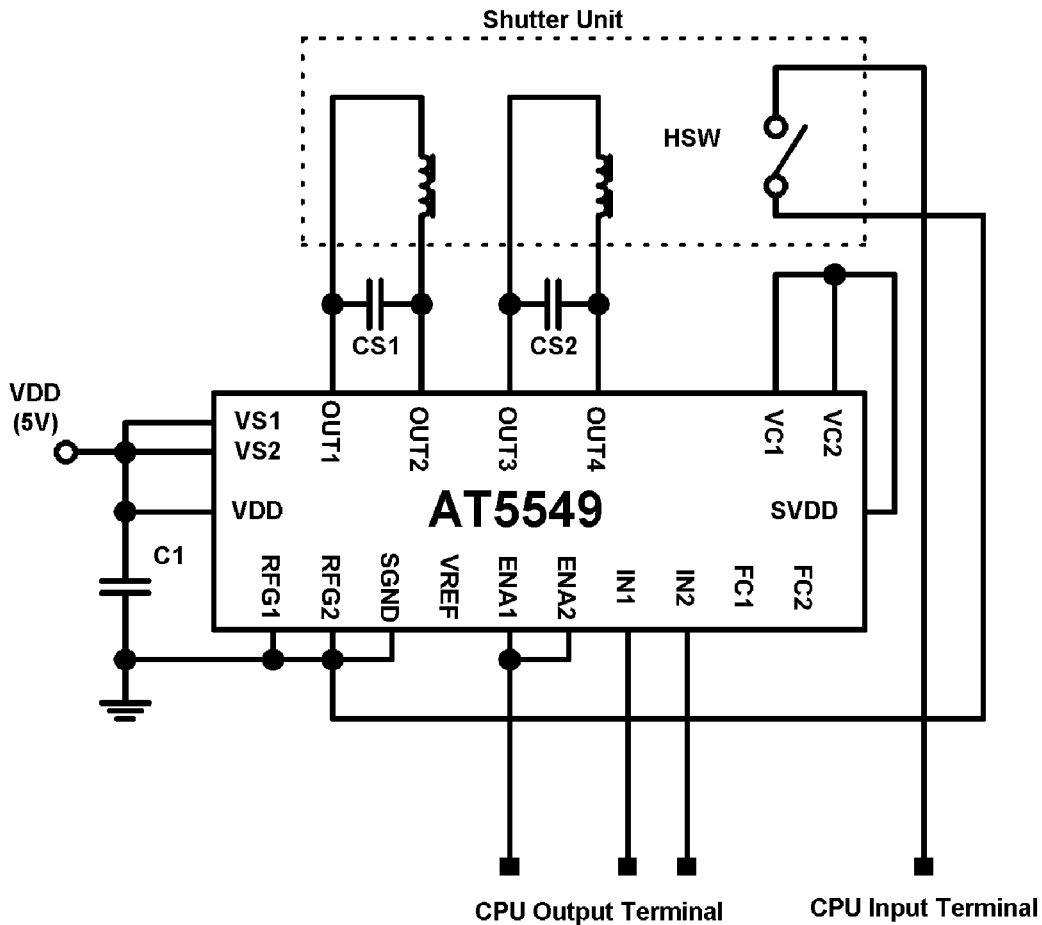 Shutter Unit
HSW
CS1
CS2
VDD
(5V)
VS1
VS2
VDD
OUT1
OUT2
OUT3
OUT4
VC1
VC2
SVDD
AT5549
C1
RFG1
RFG2
SGND
VREF
ENA1
ENA2
IN1
IN2
FC1
FC2
CPU Output Terminal
CPU Input Terminal